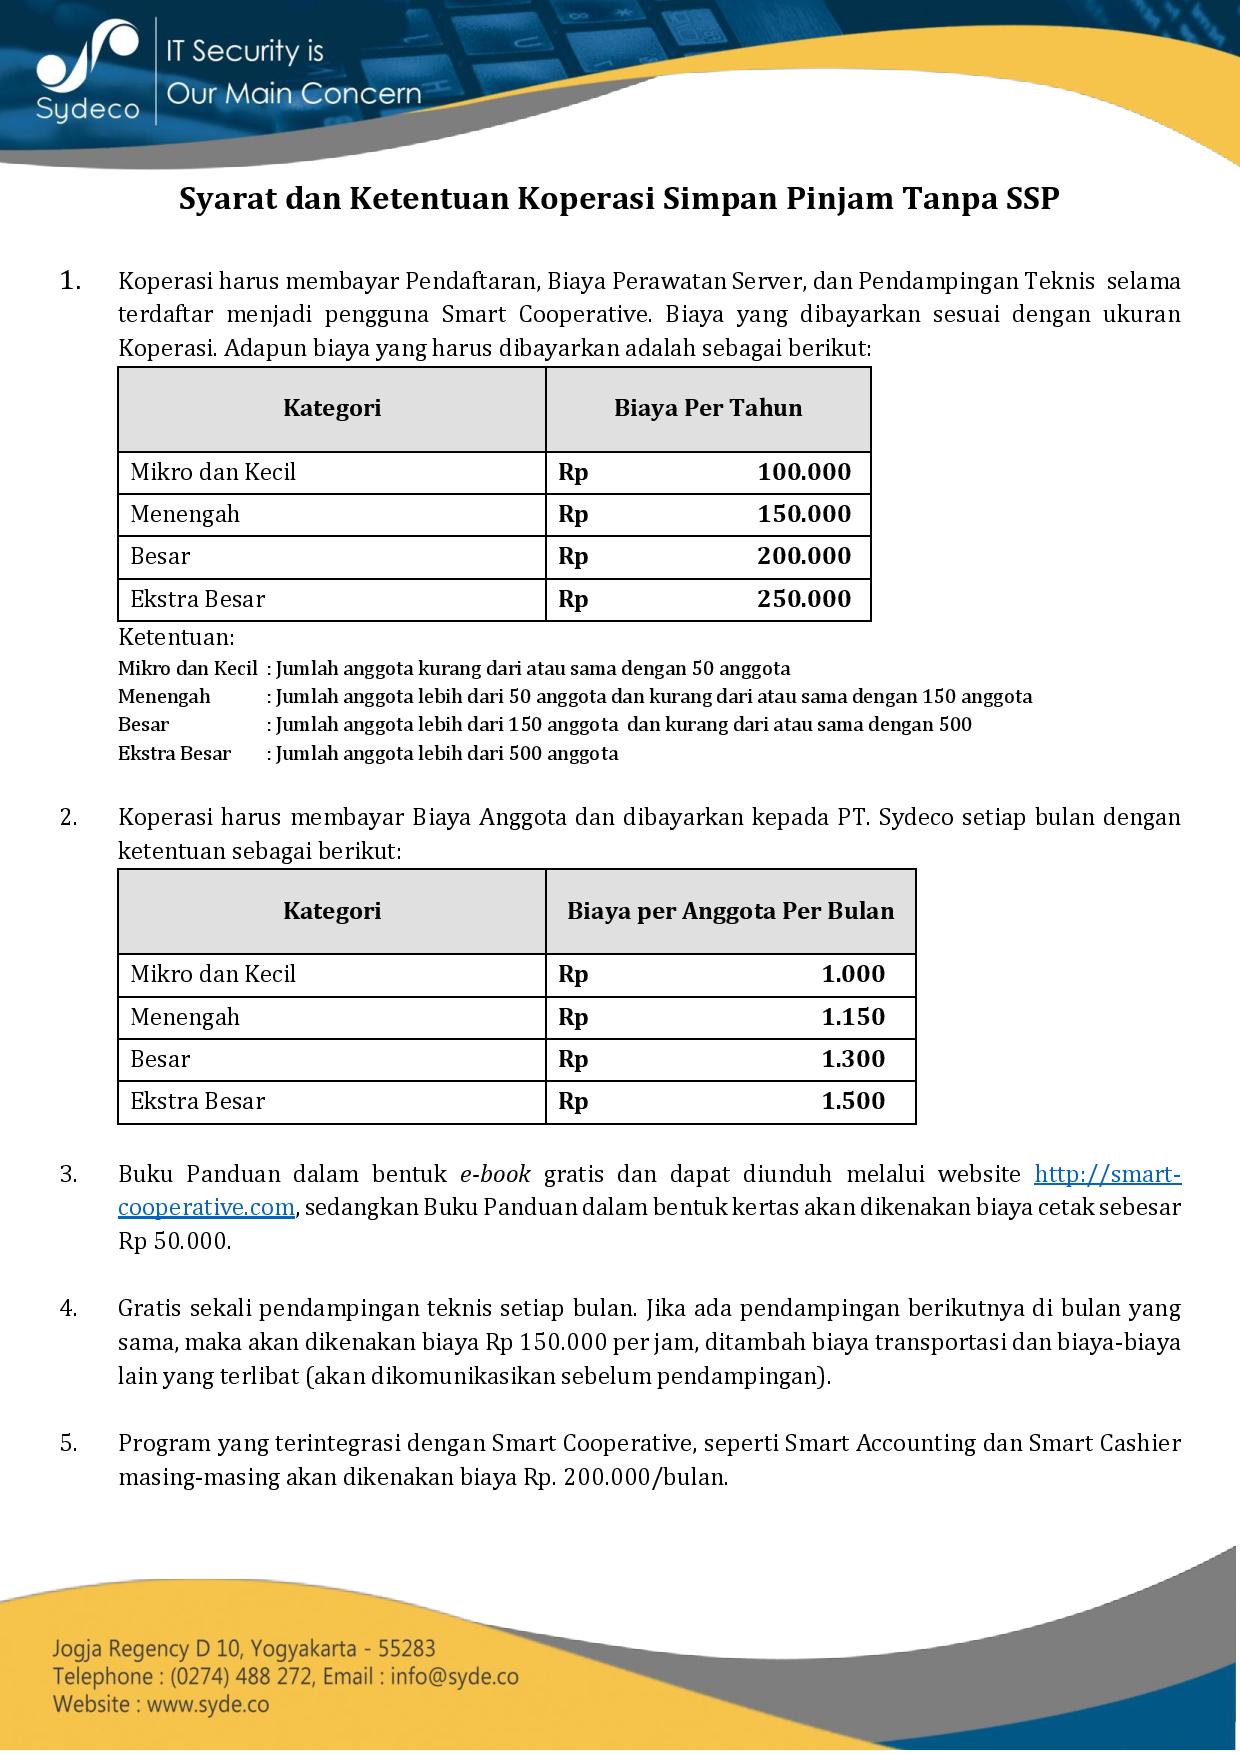 Sydeco
IT Security is
Our Main Concern
Syarat dan Ketentuan Koperasi Simpan Pinjam Tanpa SSP
1. Koperasi harus membayar Pendaftaran, Biaya Perawatan Server, dan Pendampingan Teknis selama
terdaftar menjadi pengguna Smart Cooperative. Biaya yang dibayarkan sesuai dengan ukuran
Koperasi. Adapun biaya yang harus dibayarkan adalah sebagai berikut:
Kategori Biaya Per Tahun
Mikro dan Kecil Rp 100.000
Menengah Rp 150.000
Besar Rp 200.000
Ekstra Besar Rp 250.000
Ketentuan:
Mikro dan Kecil : Jumlah anggota kurang dari atau sama dengan 50 anggota
Menengah : Jumlah anggota lebih dari 50 anggota dan kurang dari atau sama dengan 150 anggota
Besar : Jumlah anggota lebih dari 150 anggota dan kurang dari atau sama dengan 500
Ekstra Besar : Jumlah anggota lebih dari 500 anggota
2. Koperasi harus membayar Biaya Anggota dan dibayarkan kepada PT. Sydeco setiap bulan dengan
ketentuan sebagai berikut:
Kategori Biaya per Anggota Per Bulan
Mikro dan Kecil Rp 1.000
Menengah Rp 1.150
Besar Rp 1.300
Ekstra Besar Rp 1.500
3. Buku Panduan dalam bentuk e-book gratis dan dapat diunduh melalui website http://smart-
cooperative.com, sedangkan Buku Panduan dalam bentuk kertas akan dikenakan biaya cetak sebesar
Rp 50.000.
4. Gratis sekali pendampingan teknis setiap bulan. Jika ada pendampingan berikutnya di bulan yang
sama, maka akan dikenakan biaya Rp 150.000 per jam, ditambah biaya transportasi dan biaya-biaya
lain yang terlibat (akan dikomunikasikan sebelum pendampingan).
5. Program yang terintegrasi dengan Smart Cooperative, seperti Smart Accounting dan Smart Cashier
masing-masing akan dikenakan biaya Rp. 200.000/bulan.
Jogja Regency D 10, Yogyakarta - 55283
Telephone : (0274) 488 272, Email : info@syde.co
Website : www.syde.co